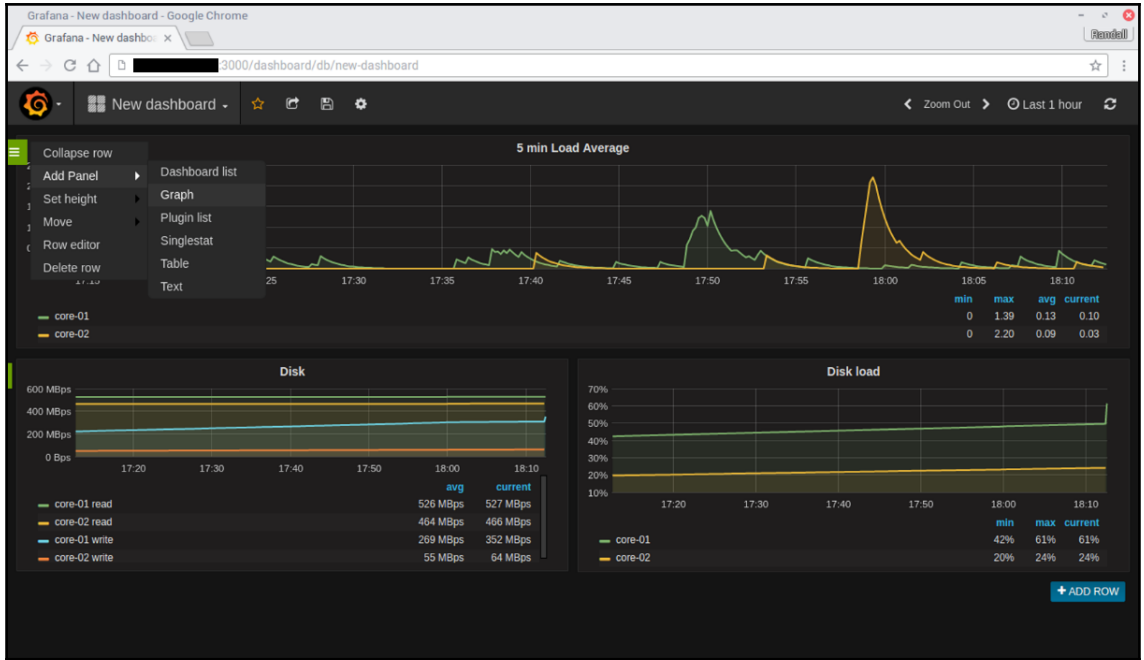 Grafana - New dashboard - Google Chrome
Grafana - New dashboa
Randall
:3000/dashboard/db/new-dashboard
New dashboard
Zoom Out
Last 1 hour
5 min Load Average
Collapse row
Add Panel
Set height
Move
Row editor
Delete row
Dashboard list
Graph
Plugin list
Singlestat
Table
Text
17:15 25 17:30 17:35 17:40 17:45 17:50 17:55 18:00 18:05 18:10
min max avg current
core-01 0 1.39 0.13 0.10
core-02 0 2.20 0.09 0.03
Disk
600 MBps
400 MBps
200 MBps
0 Bps
17:20 17:30 17:40 17:50 18:00 18:10
avg current
core-01 read 526 MBps 527 MBps
core-02 read 464 MBps 466 MBps
core-01 write 269 MBps 352 MBps
core-02 write 55 MBps 64 MBps
Disk load
70%
60%
50%
40%
30%
20%
10%
17:20 17:30 17:40 17:50 18:00 18:10
min max current
core-01 42% 61% 61%
core-02 20% 24% 24%
+ ADD ROW